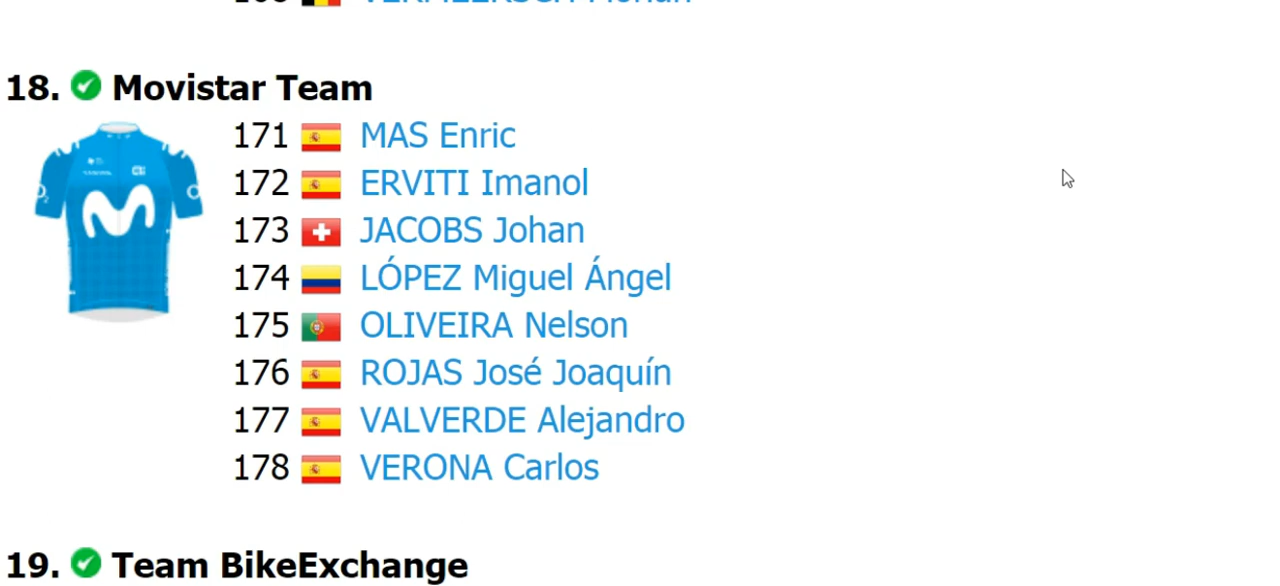 18. Movistar Team
171 MAS Enric
172 ERVITI Imanol
173 JACOBS Johan
174 LÓPEZ Miguel Ángel
175 OLIVEIRA Nelson
176 ROJAS José Joaquín
177 VALVERDE Alejandro
178 VERONA Carlos
19. Team BikeExchange